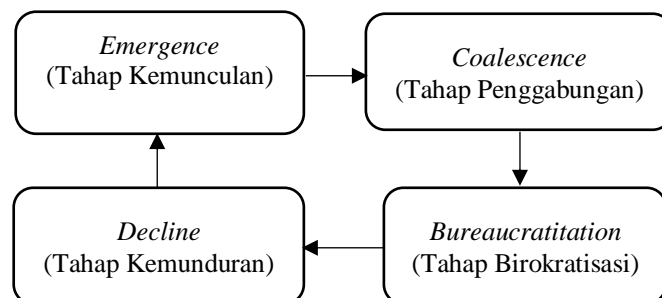 Emergence
(Tahap Kemunculan)
Coalescence
(Tahap Penggabungan)
Decline
(Tahap Kemunduran)
Bureaucratitation
(Tahap Birokratisasi)